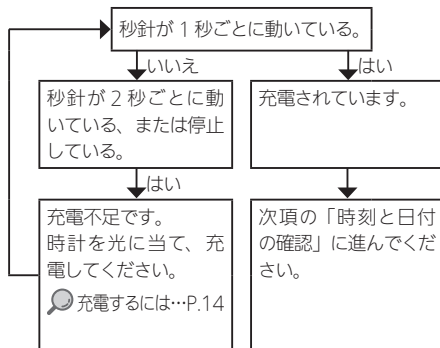 秒針が 1 秒ごとに動いている。
いいえ
はい
秒針が 2 秒ごとに動
いている、または停止
している。
充電されています。
はい
充電不足です。
時計を光に当て、充
電してください。
充電するには…P.14
次項の「時刻と日付
の確認」に進んでくだ
さい。